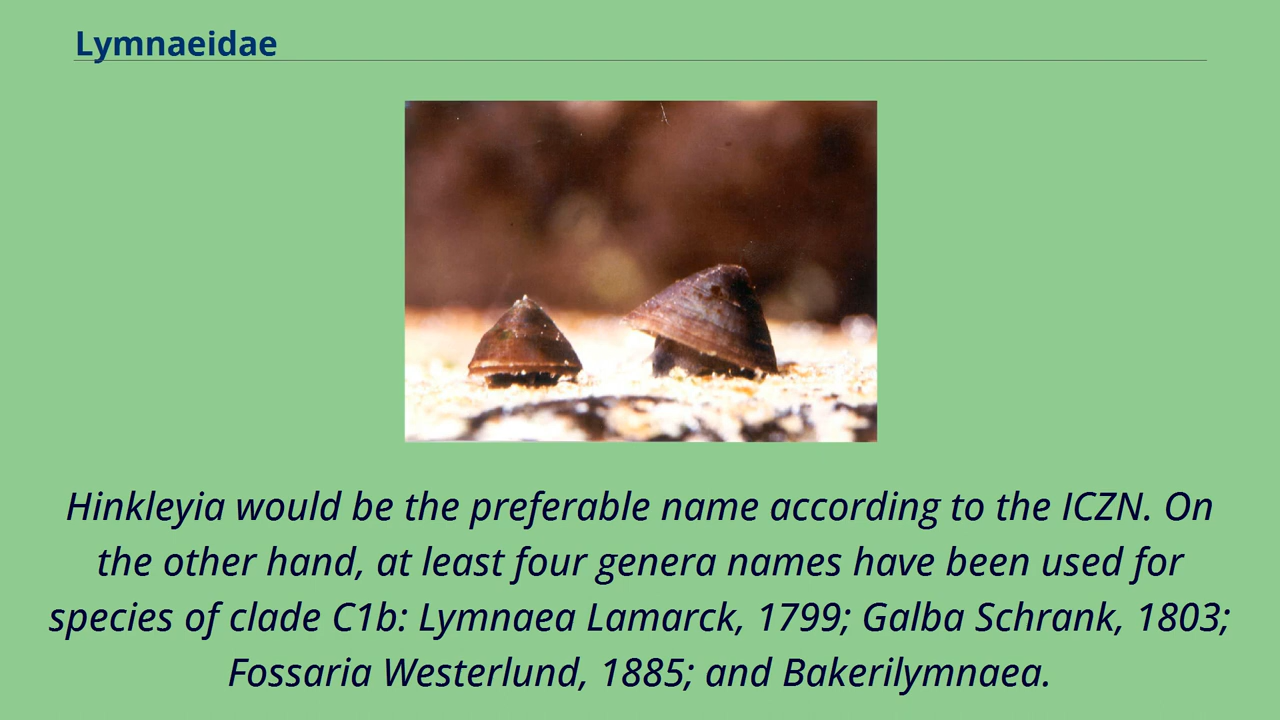 Lymnaeidae
Hinkleyia would be the preferable name according to the ICZN. On
the other hand, at least four genera names have been used for
species of clade C1b: Lymnaea Lamarck, 1799; Galba Schrank, 1803;
Fossaria Westerlund, 1885; and Bakerilymnaea.